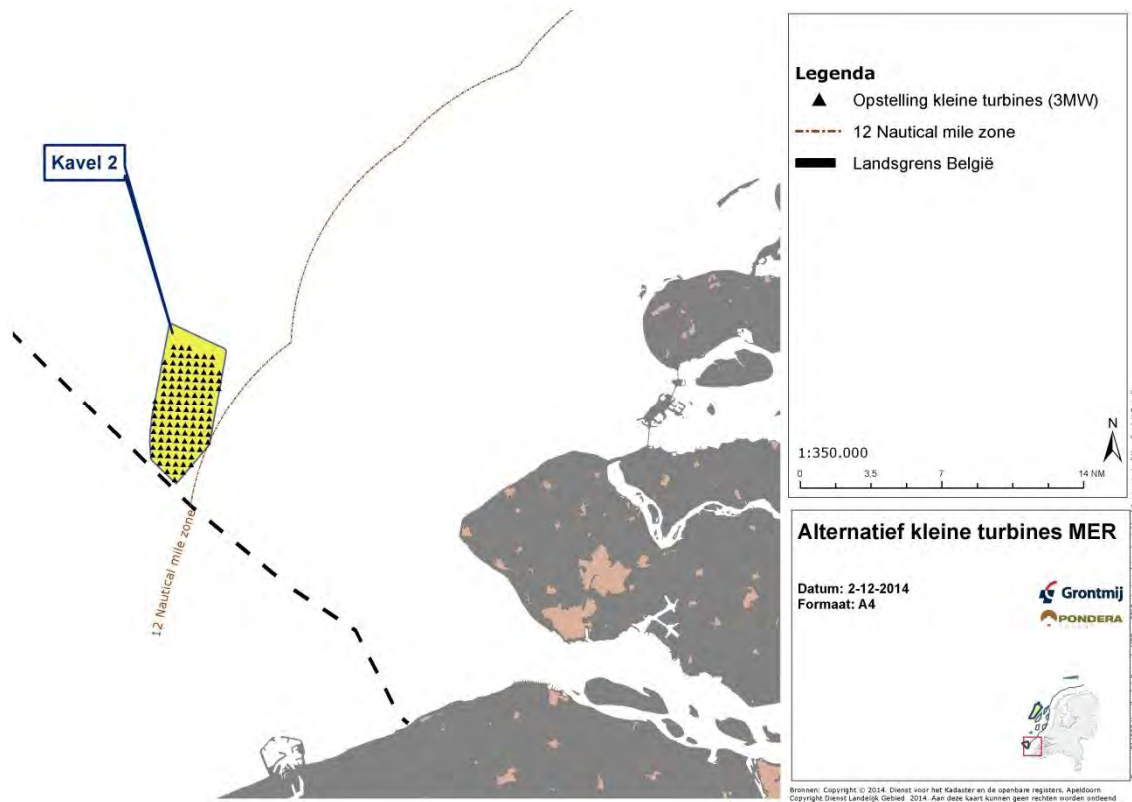 Kavel 2
12 Nautical mile zone
Legenda
Opstelling kleine turbines (3MW)
12 Nautical mile zone
Landsgrens België
N
1:350.000
0 3.5 7 14 NM
Alternatief kleine turbines MER
Datum: 2-12-2014
Formaat: A4
Grontmij
PONDERA
Bronnen: Copyright © 2014. Dienst voor het Kadaster en de openbare registers, Apeldoorn
Copyright Dienst Landelijk Gebied 2014. Aan deze kaart kunnen geen rechten worden ontleend